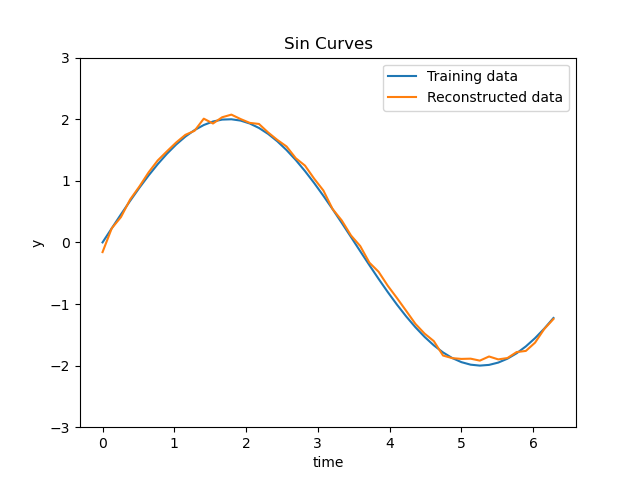 Sin Curves
Training data
Reconstructed data
3
2
1
0
−1
−2
−3
y
0 1 2 3 4 5 6
time